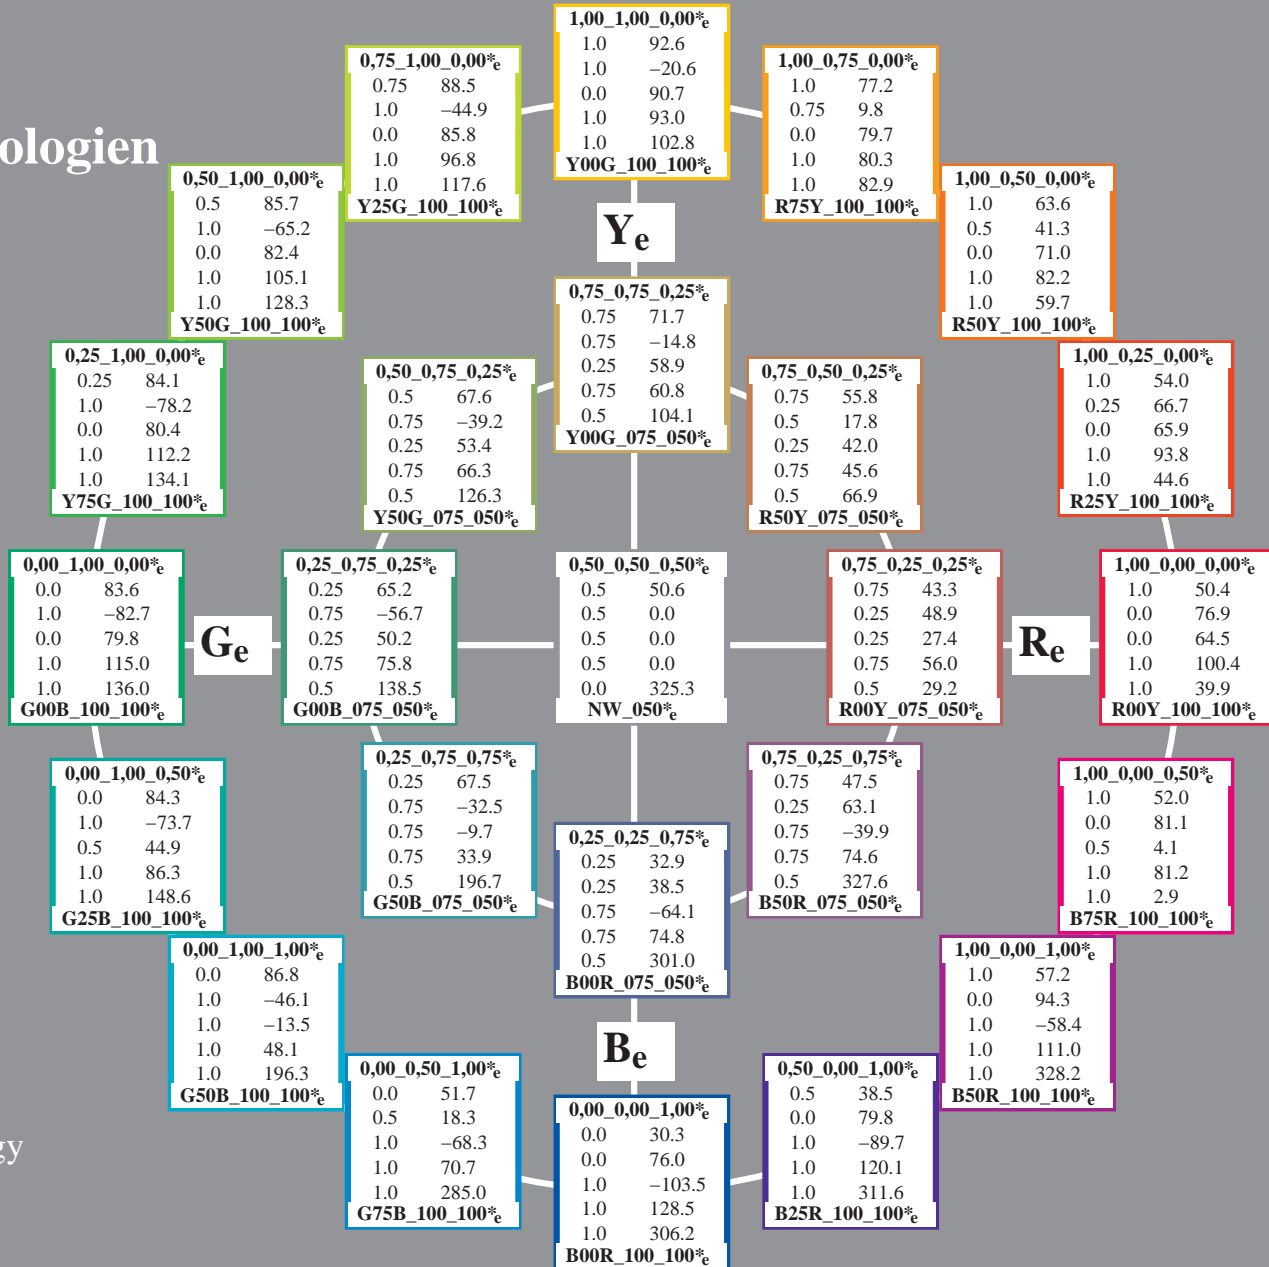 1,00_1,00_0,00*e
1.0 92.6
1.0 −20.6
0.0 90.7
1.0 93.0
1.0 102.8
Y00G_100_100*e
0,75_1,00_0,00*e
0.75 88.5
1.0 −44.9
0.0 85.8
1.0 96.8
1.0 117.6
Y25G_100_100*e
1,00_0,75_0,00*e
1.0 77.2
0.75 9.8
0.0 79.7
1.0 80.3
1.0 82.9
R75Y_100_100*e
ologien
0,50_1,00_0,00*e
0.5 85.7
1.0 −65.2
0.0 82.4
1.0 105.1
1.0 128.3
Y50G_100_100*e
1,00_0,50_0,00*e
1.0 63.6
0.5 41.3
0.0 71.0
1.0 82.2
1.0 59.7
R50Y_100_100*e
Ye
0,75_0,75_0,25*e
0.75 71.7
0.75 −14.8
0.25 58.9
0.75 60.8
0.5 104.1
Y00G_075_050*e
0,25_1,00_0,00*e
0.25 84.1
1.0 −78.2
0.0 80.4
1.0 112.2
1.0 134.1
Y75G_100_100*e
0,50_0,75_0,25*e
0.5 67.6
0.75 −39.2
0.25 53.4
0.75 66.3
0.5 126.3
Y50G_075_050*e
0,75_0,50_0,25*e
0.75 55.8
0.5 17.8
0.25 42.0
0.75 45.6
0.5 66.9
R50Y_075_050*e
1,00_0,25_0,00*e
1.0 54.0
0.25 66.7
0.0 65.9
1.0 93.8
1.0 44.6
R25Y_100_100*e
0,00_1,00_0,00*e
0.0 83.6
1.0 −82.7
0.0 79.8
1.0 115.0
1.0 136.0
G00B_100_100*e
Ge
0,25_0,75_0,25*e
0.25 65.2
0.75 −56.7
0.25 50.2
0.75 75.8
0.5 138.5
G00B_075_050*e
0,50_0,50_0,50*e
0.5 50.6
0.5 0.0
0.5 0.0
0.5 0.0
0.0 325.3
NW_050*e
0,75_0,25_0,25*e
0.75 43.3
0.25 48.9
0.25 27.4
0.75 56.0
0.5 29.2
R00Y_075_050*e
Re
1,00_0,00_0,00*e
1.0 50.4
0.0 76.9
0.0 64.5
1.0 100.4
1.0 39.9
R00Y_100_100*e
0,00_1,00_0,50*e
0.0 84.3
1.0 −73.7
0.5 44.9
1.0 86.3
1.0 148.6
G25B_100_100*e
0,25_0,75_0,75*e
0.25 67.5
0.75 −32.5
0.75 −9.7
0.75 33.9
0.5 196.7
G50B_075_050*e
0,75_0,25_0,75*e
0.75 47.5
0.25 63.1
0.75 −39.9
0.75 74.6
0.5 327.6
B50R_075_050*e
1,00_0,00_0,50*e
1.0 52.0
0.0 81.1
0.5 4.1
1.0 81.2
1.0 2.9
B75R_100_100*e
0,25_0,25_0,75*e
0.25 32.9
0.25 38.5
0.75 −64.1
0.75 74.8
0.5 301.0
B00R_075_050*e
0,00_1,00_1,00*e
0.0 86.8
1.0 −46.1
1.0 −13.5
1.0 48.1
1.0 196.3
G50B_100_100*e
1,00_0,00_1,00*e
1.0 57.2
0.0 94.3
1.0 −58.4
1.0 111.0
1.0 328.2
B50R_100_100*e
Be
0,00_0,50_1,00*e
0.0 51.7
0.5 18.3
1.0 −68.3
1.0 70.7
1.0 285.0
G75B_100_100*e
0,50_0,00_1,00*e
0.5 38.5
0.0 79.8
1.0 −89.7
1.0 120.1
1.0 311.6
B25R_100_100*e
gy
0,00_0,00_1,00*e
0.0 30.3
0.0 76.0
1.0 −103.5
1.0 128.5
1.0 306.2
B00R_100_100*e